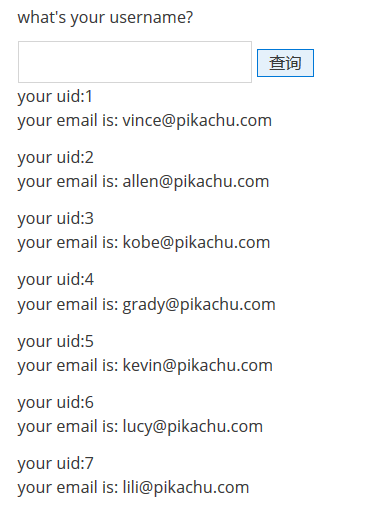 what's your username?
查询
your uid:1
your email is: vince@pikachu.com
your uid:2
your email is: allen@pikachu.com
your uid:3
your email is: kobe@pikachu.com
your uid:4
your email is: grady@pikachu.com
your uid:5
your email is: kevin@pikachu.com
your uid:6
your email is: lucy@pikachu.com
your uid:7
your email is: lili@pikachu.com